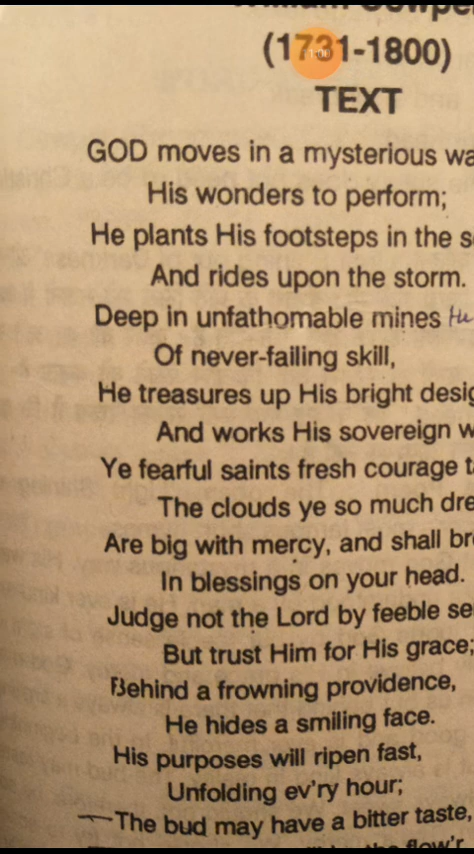 William Cowper
(1731-1800)
TEXT
GOD moves in a mysterious
His wonders to perform;
He plants His footsteps in the
And rides upon the storm.
Deep in unfathomable mines
Of never-failing skill,
He treasures up His bright
And works His sovereign
Ye fearful saints fresh courage
The clouds ye so much
Are big with mercy, and shall
In blessings on your head.
Judge not the Lord by feeble
But trust Him for His grace;
Behind a frowning providence,
He hides a smiling face.
His purposes will ripen fast,
Unfolding ev'ry hour;
The bud may have a bitter taste,
the flow'r